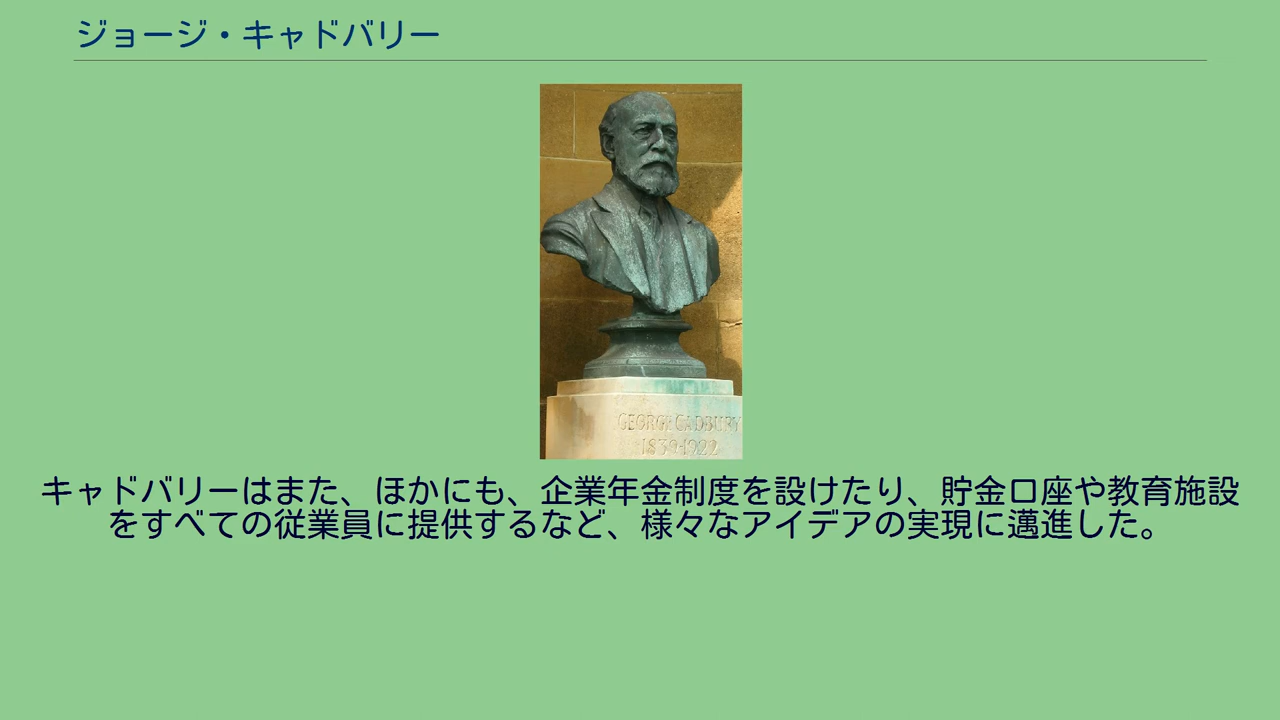 ジョージ・キャドバリー
GEORGE CADBURY
1839-1922
キャドバリーはまた、ほかにも、企業年金制度を設けたり、貯金口座や教育施設
をすべての従業員に提供するなど、様々なアイデアの実現に邁進した。